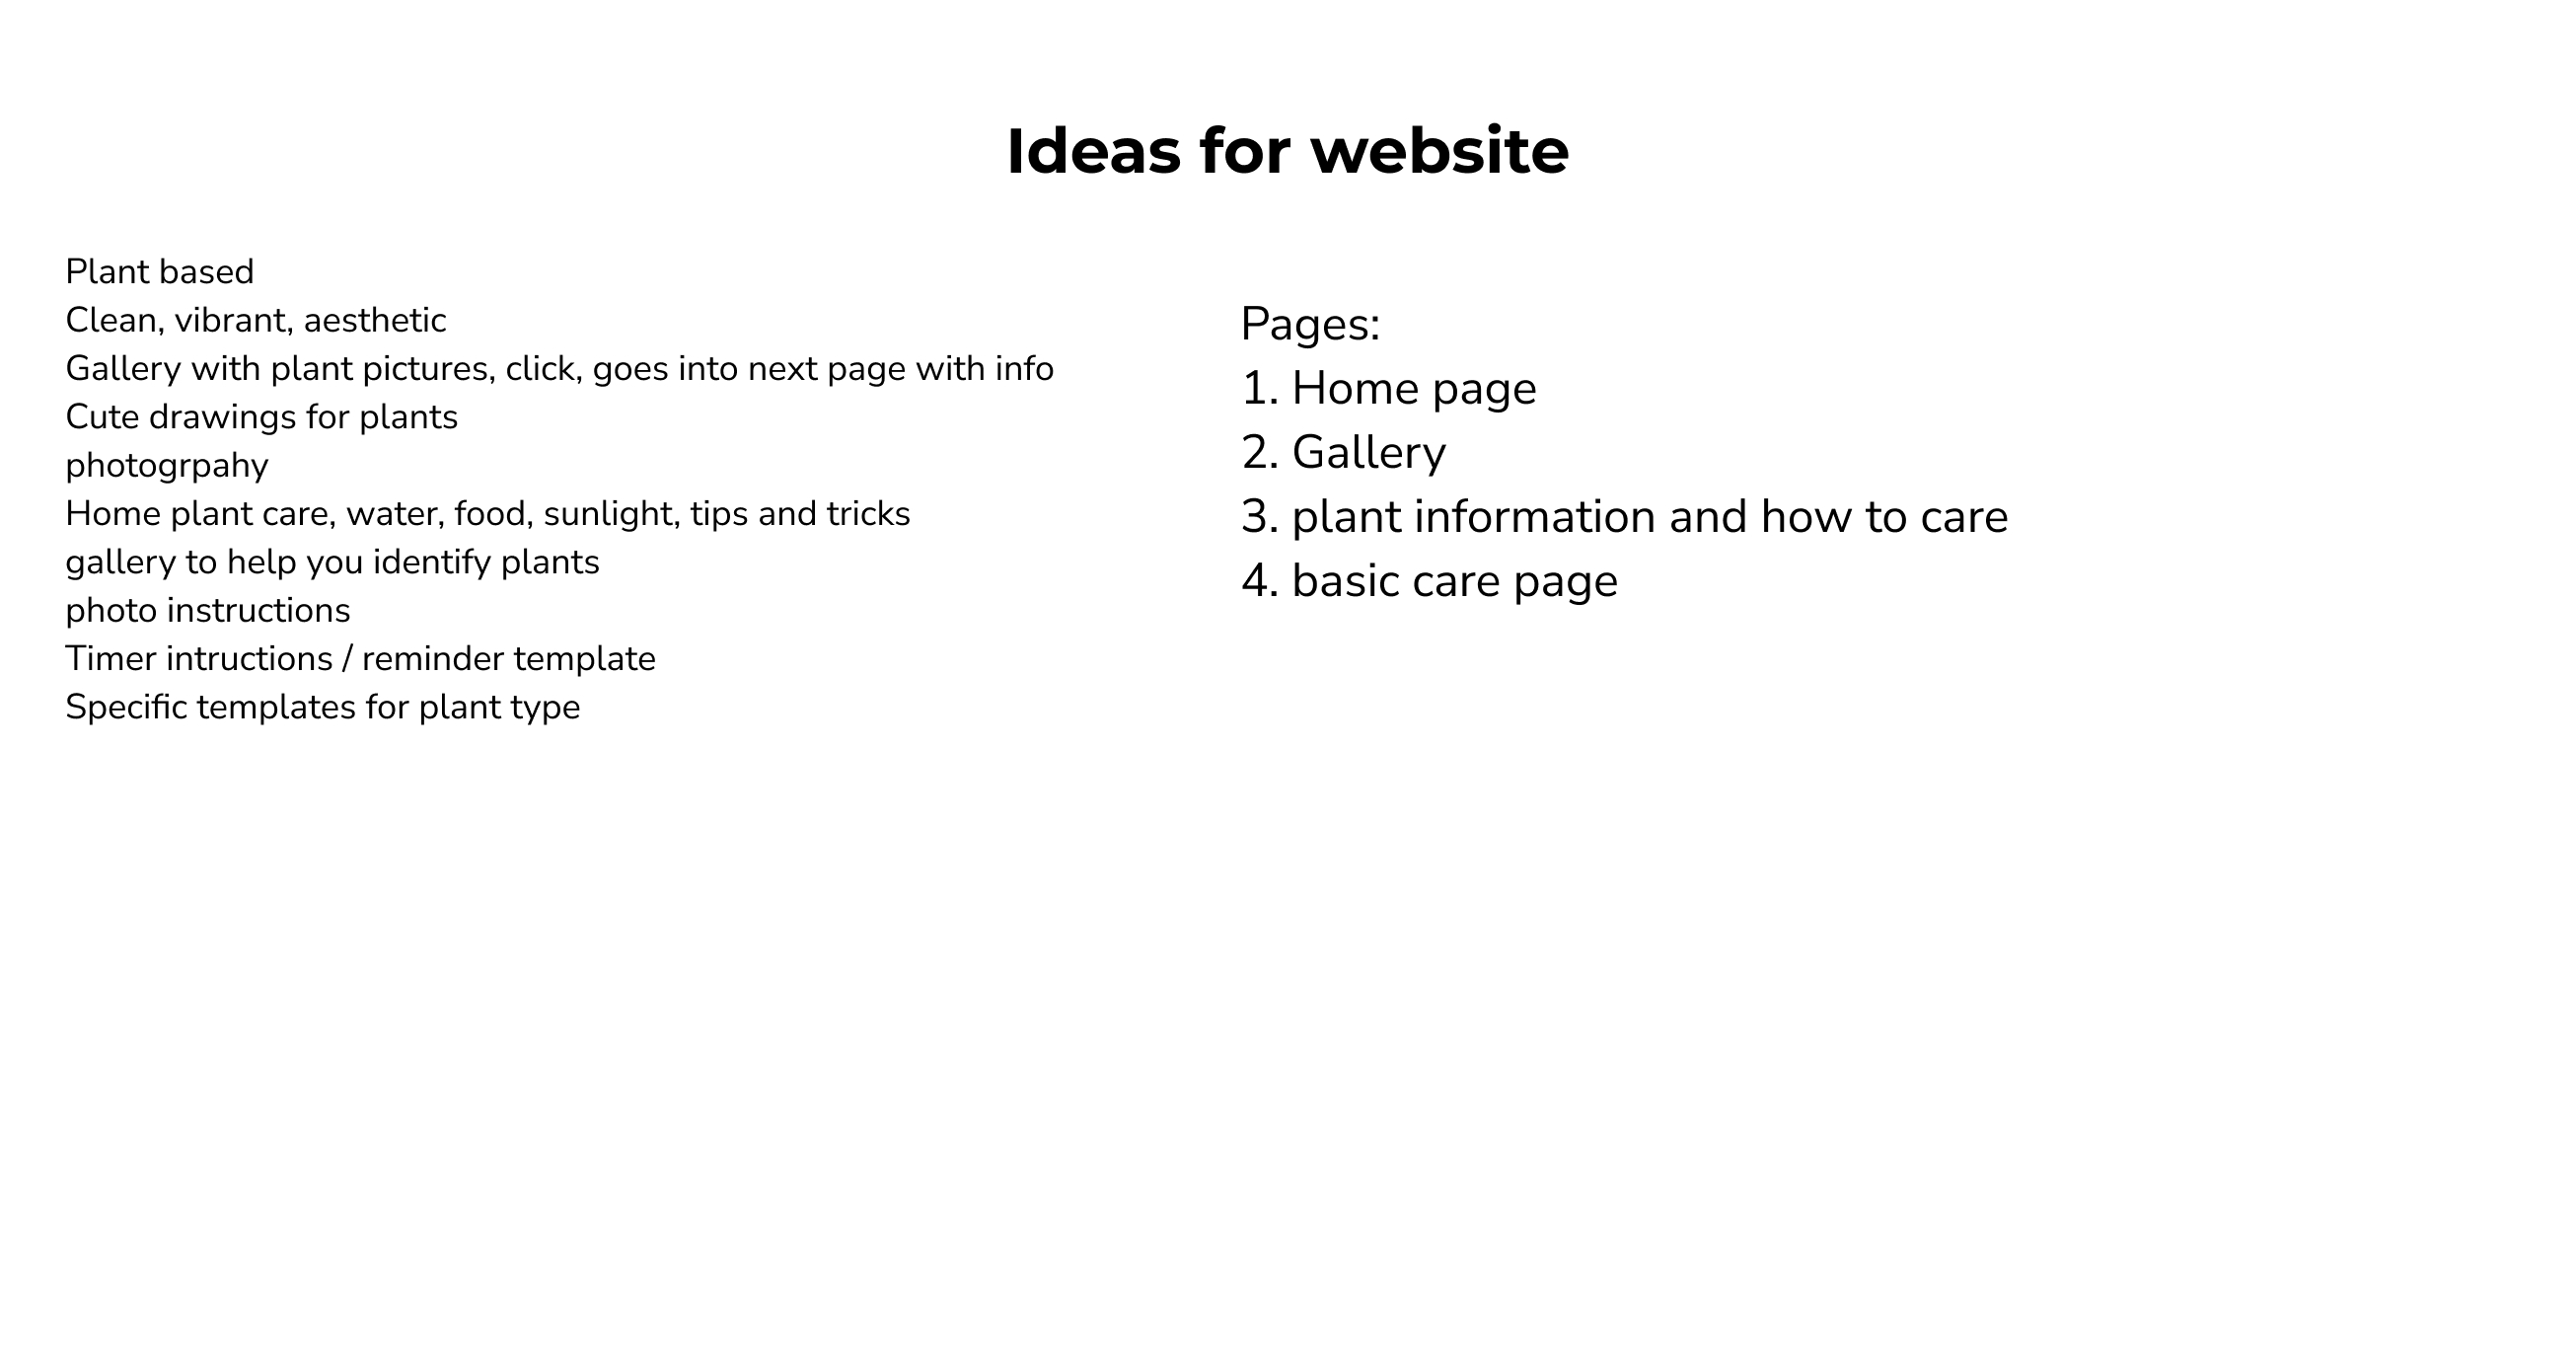 Ideas for website
Plant based
Clean, vibrant, aesthetic
Gallery with plant pictures, click, goes into next page with info
Cute drawings for plants
photogrpahy
Home plant care, water, food, sunlight, tips and tricks
gallery to help you identify plants
photo instructions
Timer intructions / reminder template
Specific templates for plant type
Pages:
1. Home page
2. Gallery
3. plant information and how to care
4. basic care page